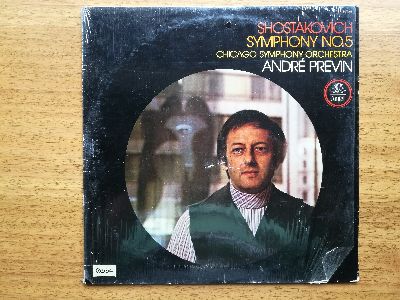 SHOSTAKOVICH
SYMPHONY NO.5
CHICAGO SYMPHONY ORCHESTRA
ANDRÉ PREVIN